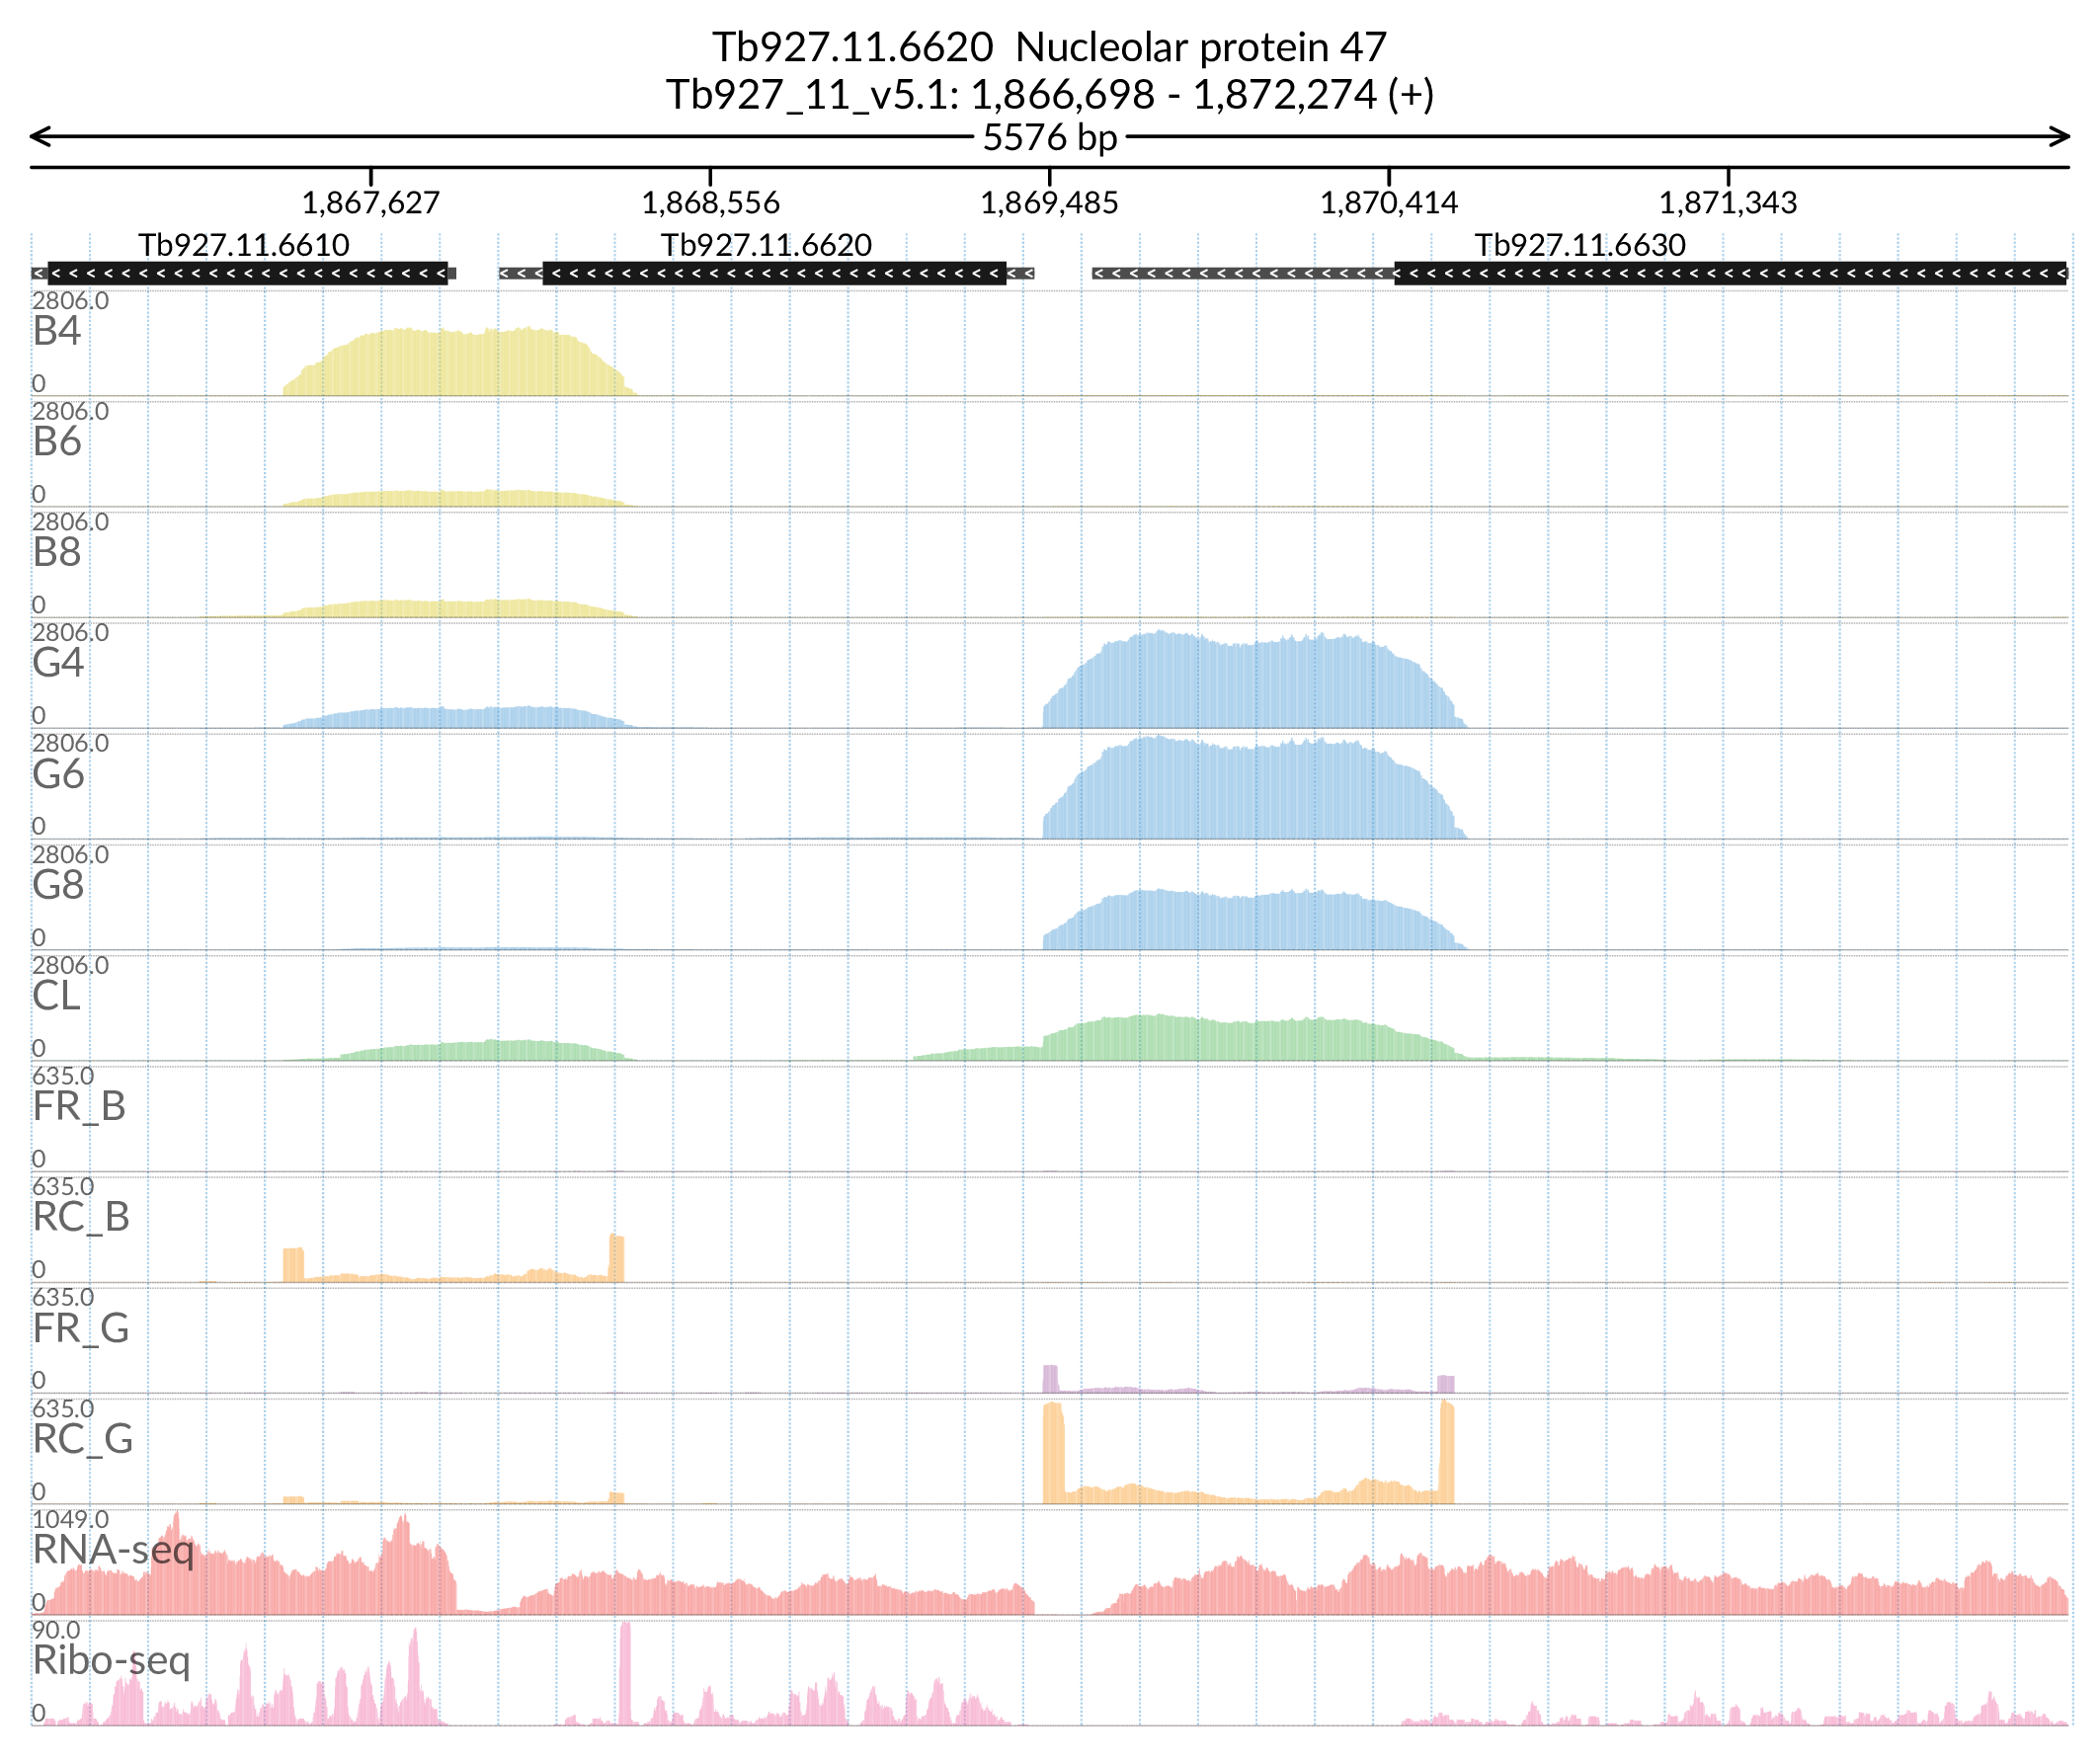 Tb927.11.6620 Nucleolar protein 47
Tb927_11_v5.1: 1,866,698 - 1,872,274 (+)
5576 bp
1,867,627 1,868,556 1,869,485 1,870,414 1,871,343
Tb927.11.6610 Tb927.11.6620 Tb927.11.6630
2806.0
B4
0
2806.0
B6
0
2806.0
B8
0
2806.0
G4
0
2806.0
G6
0
2806.0
G8
0
2806.0
CL
0
635.0
FR_B
0
635.0
RC_B
0
635.0
FR_G
0
635.0
RC_G
0
1049.0
RNA-seq
0
90.0
Ribo-seq
0